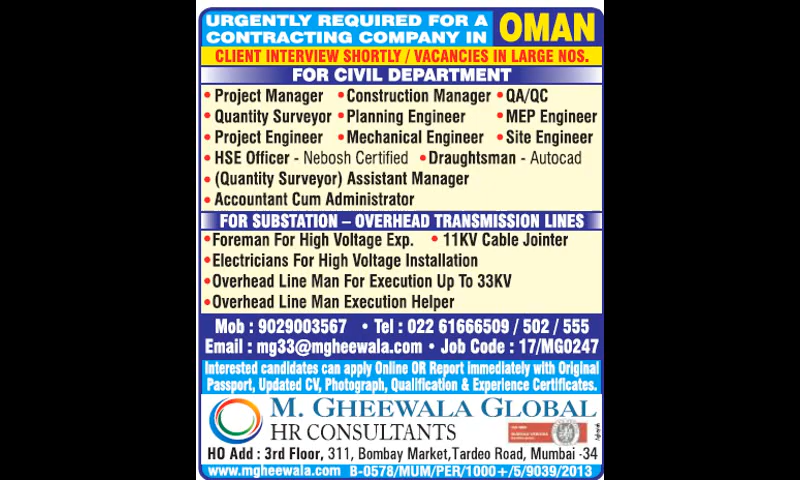 URGENTLY REQUIRED FOR A
CONTRACTING COMPANY IN OMAN
CLIENT INTERVIEW SHORTLY / VACANCIES IN LARGE NOS.
FOR CIVIL DEPARTMENT
• Project Manager • Construction Manager • QA/QC
• Quantity Surveyor • Planning Engineer • MEP Engineer
• Project Engineer • Mechanical Engineer • Site Engineer
• HSE Officer - Nebosh Certified • Draughtsman - Autocad
• (Quantity Surveyor) Assistant Manager
• Accountant Cum Administrator
FOR SUBSTATION – OVERHEAD TRANSMISSION LINES
• Foreman For High Voltage Exp. • 11KV Cable Jointer
• Electricians For High Voltage Installation
• Overhead Line Man For Execution Up To 33KV
• Overhead Line Man Execution Helper
Mob : 9029003567 • Tel : 022 61666509 / 502 / 555
Email : mg33@mgheewala.com • Job Code : 17/MG0247
Interested candidates can apply Online OR Report immediately with Original
Passport, Updated CV, Photograph, Qualification & Experience Certificates.
M. GHEEWALA GLOBAL
HR CONSULTANTS
HO Add : 3rd Floor, 311, Bombay Market,Tardeo Road, Mumbai -34
www.mgheewala.com B-0578/MUM/PER/1000+/5/9039/2013